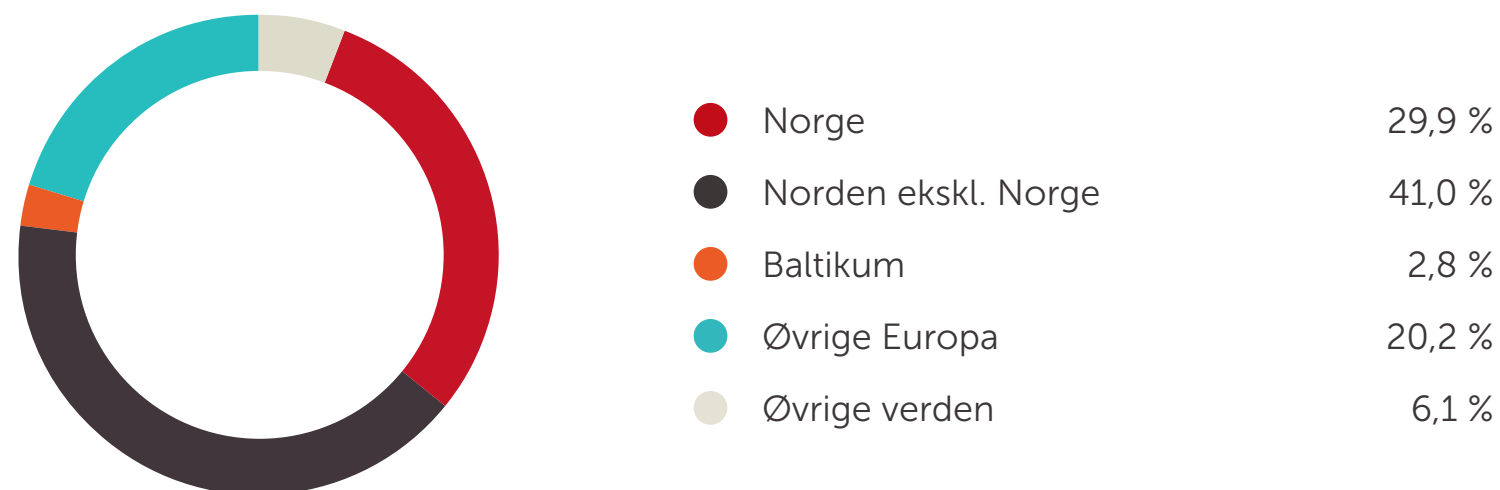 Norge 29,9 %
Norden ekskl. Norge 41,0 %
Baltikum 2,8 %
Øvrige Europa 20,2 %
Øvrige verden 6,1 %